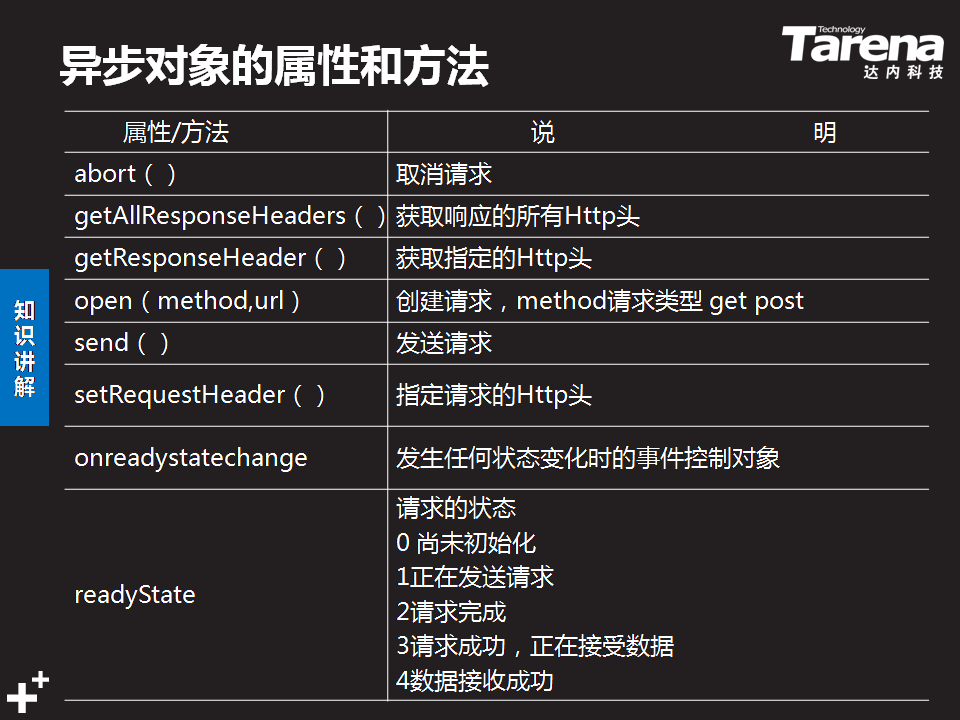 异步对象的属性和方法
Technology
Tarena
达内科技
属性/方法 说 明
abort（ ） 取消请求
getAllResponseHeaders（ ） 获取响应的所有Http头
getResponseHeader（ ） 获取指定的Http头
open（method,url） 创建请求，method请求类型 get post
send（ ） 发送请求
setRequestHeader（ ） 指定请求的Http头
onreadystatechange 发生任何状态变化时的事件控制对象
readyState
请求的状态
0 尚未初始化
1正在发送请求
2请求完成
3请求成功，正在接受数据
4数据接收成功
知识讲解